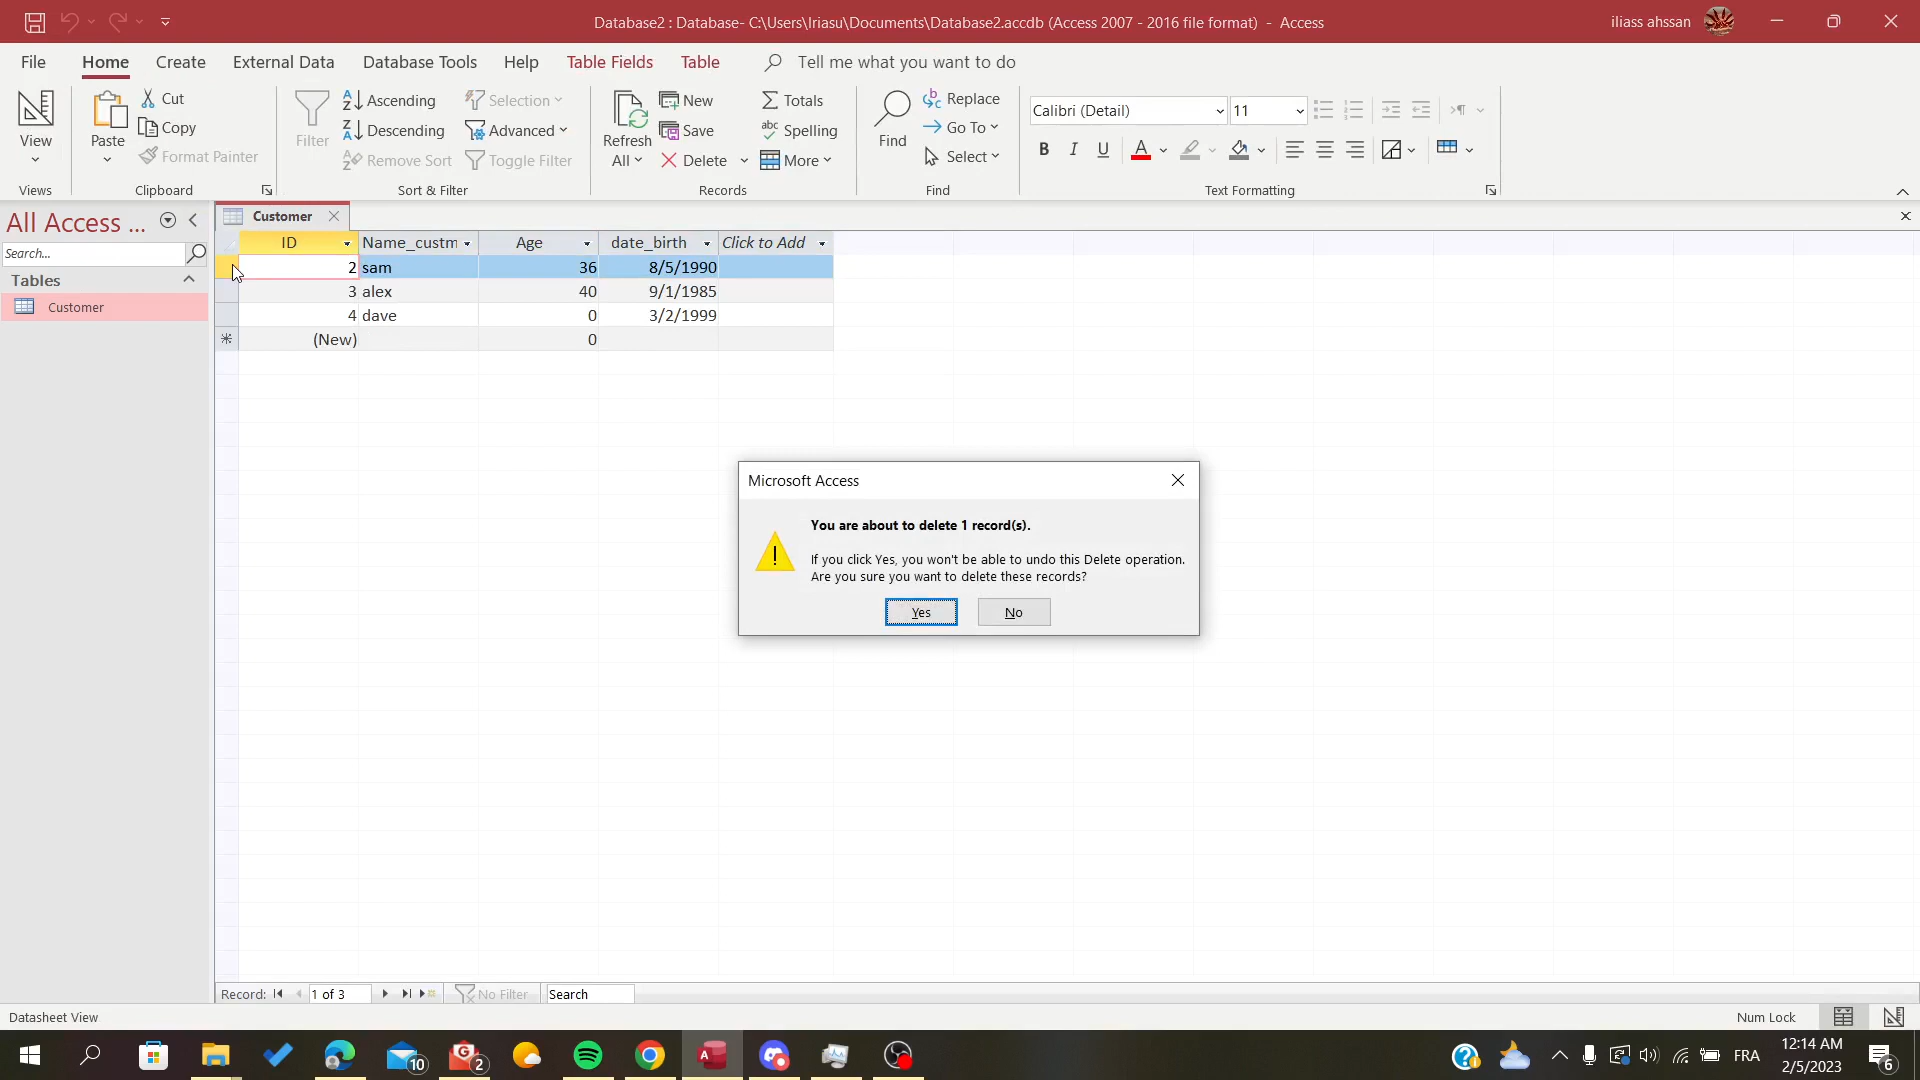 Database2 : Database- C:\Users\Iriasu\Documents\Database2.accdb (Access 2007 - 2016 file format) - Access
iliass ahssan
File Home Create External Data Database Tools Help Table Fields Table Tell me what you want to do
View
Views
Paste
Cut
Copy
Format Painter
Clipboard
Filter
Ascending
Descending
Remove Sort
Selection
Advanced
Toggle Filter
Sort & Filter
Refresh
All
New
Save
Delete
Totals
Spelling
More
Records
Find
Replace
Go To
Select
Find
Calibri (Detail)
11
B I U A
Text Formatting
All Access ...
Search...
Tables
Customer
Customer
ID Name_custm Age date_birth Click to Add
2 sam 36 8/5/1990
3 alex 40 9/1/1985
4 dave 0 3/2/1999
(New) 0
Microsoft Access
You are about to delete 1 record(s).
If you click Yes, you won't be able to undo this Delete operation.
Are you sure you want to delete these records?
Yes No
Record: 1 of 3 No Filter Search
Datasheet View
Num Lock
10
2
FRA
12:14 AM
2/5/2023
6